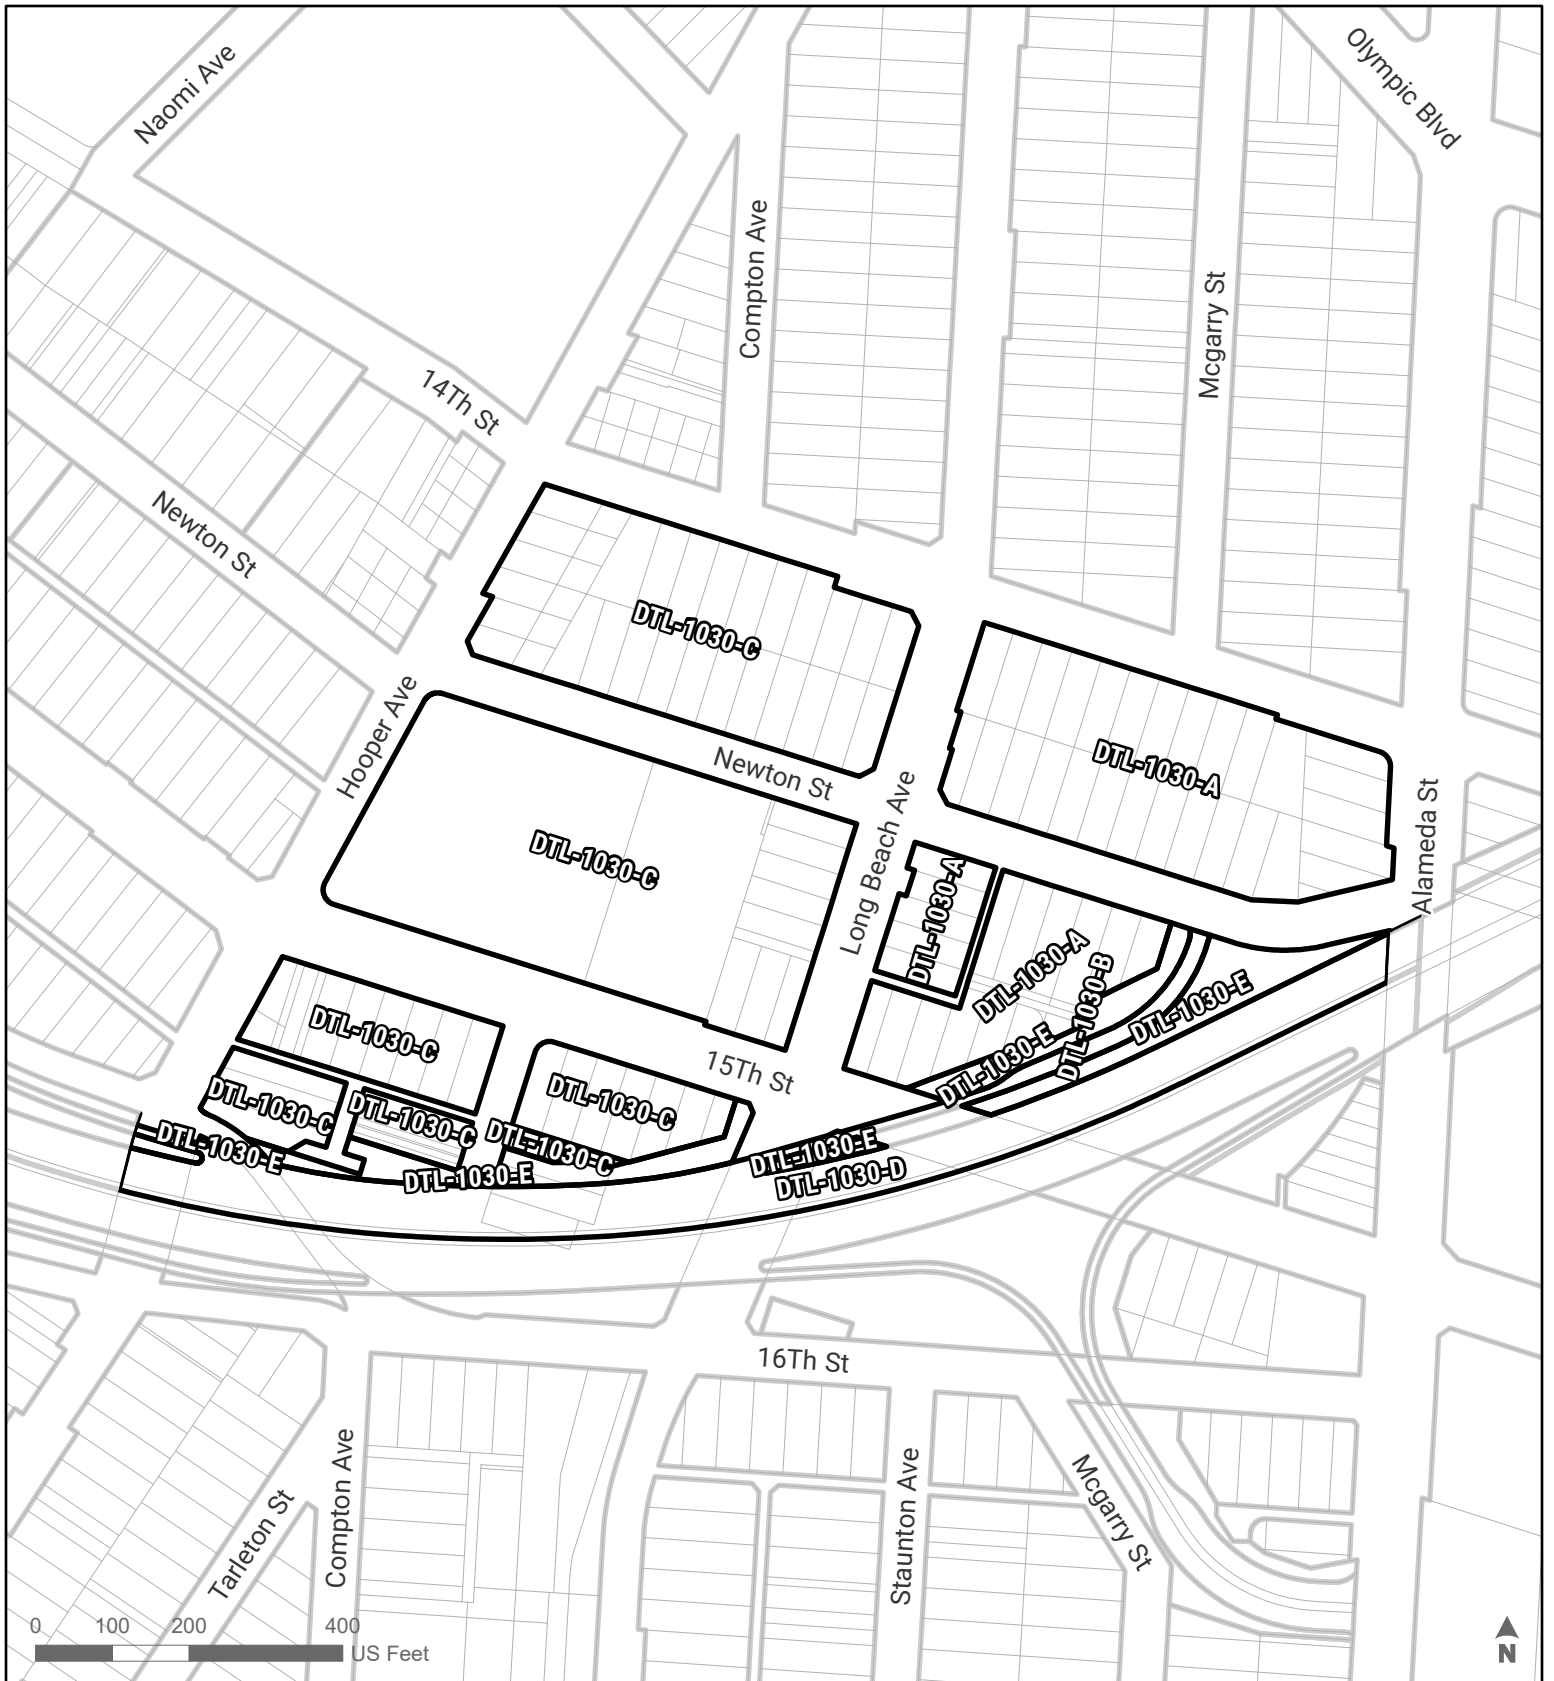 Naomi Ave
Olympic Blvd
Compton Ave
Mcgarry St
14Th St
Newton St
DTL-1030-C
Hooper Ave
Newton St
DTL-1030-A
Long Beach Ave
Alameda St
DTL-1030-C
DTL-1030-A
DTL-1030-A
DTL-1030-B
DTL-1030-E
DTL-1030-E
DTL-1030-C
15Th St
DTL-1030-C
DTL-1030-C
DTL-1030-C
DTL-1030-C
DTL-1030-E
DTL-1030-E
DTL-1030-E
DTL-1030-D
16Th St
Compton Ave
Tarleton St
Staunton Ave
Mcgarry St
0 100 200 400
US Feet
N